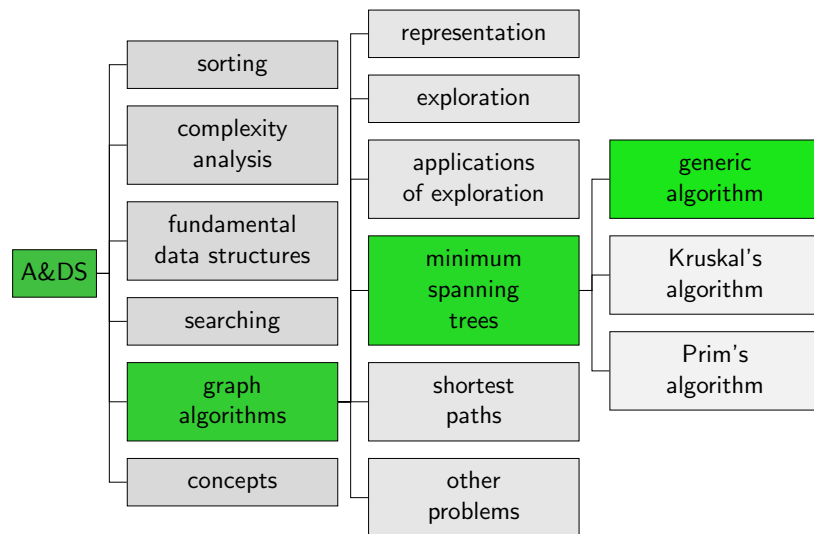 A&DS
sorting
complexity
analysis
fundamental
data structures
searching
graph
algorithms
concepts
representation
exploration
applications
of exploration
minimum
spanning
trees
shortest
paths
other
problems
generic
algorithm
Kruskal's
algorithm
Prim's
algorithm